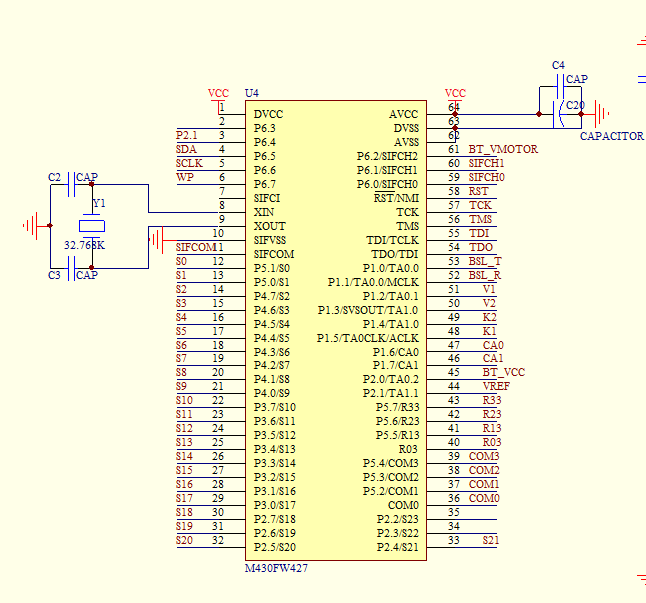 C4
CAP
C20
CAPACITOR
VCC U4 VCC
1 DVCC AVCC 64
2 P6.3 DVSS 63
P2.1 3 P6.4 AVSS 62
SDA 4 P6.5 P6.2/SIFCH2 61 BT_VMOTOR
SCLK 5 P6.6 P6.1/SIFCH1 60 SIFCH1
WP 6 P6.7 P6.0/SIFCH0 59 SIFCH0
7 SIFCI RST/NMI 58 RST
8 XIN TCK 57 TCK
9 XOUT TMS 56 TMS
10 SIFVSS TDI/TCLK 55 TDI
SIFCOM 11 SIFCOM TDO/TDI 54 TDO
S0 12 P5.1/S0 P1.0/TA0.0 53 BSL_T
S1 13 P5.0/S1 P1.1/TA0.0/MCLK 52 BSL_R
S2 14 P4.7/S2 P1.2/TA0.1 51 V1
S3 15 P4.6/S3 P1.3/SVSOUT/TA1.0 50 V2
S4 16 P4.5/S4 P1.4/TA1.0 49 K2
S5 17 P4.4/S5 P1.5/TA0CLK/ACLK 48 K1
S6 18 P4.3/S6 P1.6/CA0 47 CA0
S7 19 P4.2/S7 P1.7/CA1 46 CA1
S8 20 P4.1/S8 P2.0/TA0.2 45 BT_VCC
S9 21 P4.0/S9 P2.1/TA1.1 44 VREF
S10 22 P3.7/S10 P5.7/R33 43 R33
S11 23 P3.6/S11 P5.6/R23 42 R23
S12 24 P3.5/S12 P5.5/R13 41 R13
S13 25 P3.4/S13 R03 40 R03
S14 26 P3.3/S14 P5.4/COM3 39 COM3
S15 27 P3.2/S15 P5.3/COM2 38 COM2
S16 28 P3.1/S16 P5.2/COM1 37 COM1
S17 29 P3.0/S17 COM0 36 COM0
S18 30 P2.7/S18 P2.2/S23 35
S19 31 P2.6/S19 P2.3/S22 34
S20 32 P2.5/S20 P2.4/S21 33 S21
M430FW427
C2 CAP
Y1
32.768K
C3 CAP